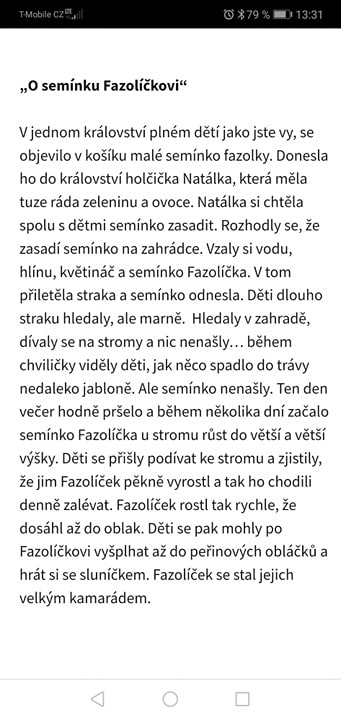 T-Mobile CZ
79 %
13:31
„O semínku Fazolíčkovi“
V jednom království plném dětí jako jste vy, se
objevilo v košíku malé semínko fazolky. Donesla
ho do království holčička Natálka, která měla
tuze ráda zeleninu a ovoce. Natálka si chtěla
spolu s dětmi semínko zasadit. Rozhodly se, že
zasadí semínko na zahrádce. Vzaly si vodu,
hlínu, květináč a semínko Fazolíčka. V tom
přiletěla straka a semínko odnesla. Děti dlouho
straku hledaly, ale marně.  Hledaly v zahradě,
dívaly se na stromy a nic nenašly… během
chviličky viděly děti, jak něco spadlo do trávy
nedaleko jabloně. Ale semínko nenašly. Ten den
večer hodně pršelo a během několika dní začalo
semínko Fazolíčka u stromu růst do větší a větší
výšky. Děti se přišly podívat ke stromu a zjistily,
že jim Fazolíček pěkně vyrostl a tak ho chodili
denně zalévat. Fazolíček rostl tak rychle, že
dosáhl až do oblak. Děti se pak mohly po
Fazolíčkovi vyšplhat až do peřinových obláčků a
hrát si se sluníčkem. Fazolíček se stal jejich
velkým kamarádem.